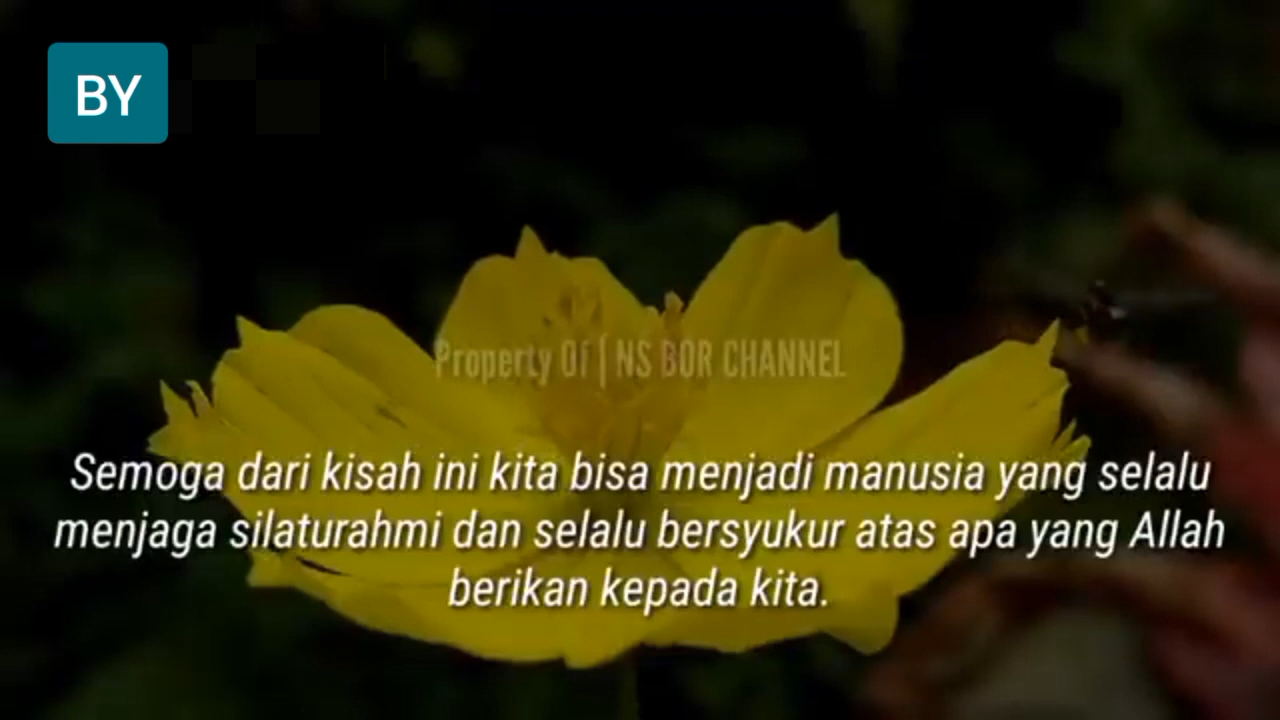 BY
Property Of | NS BOR CHANNEL
Semoga dari kisah ini kita bisa menjadi manusia yang selalu
menjaga silaturahmi dan selalu bersyukur atas apa yang Allah
berikan kepada kita.